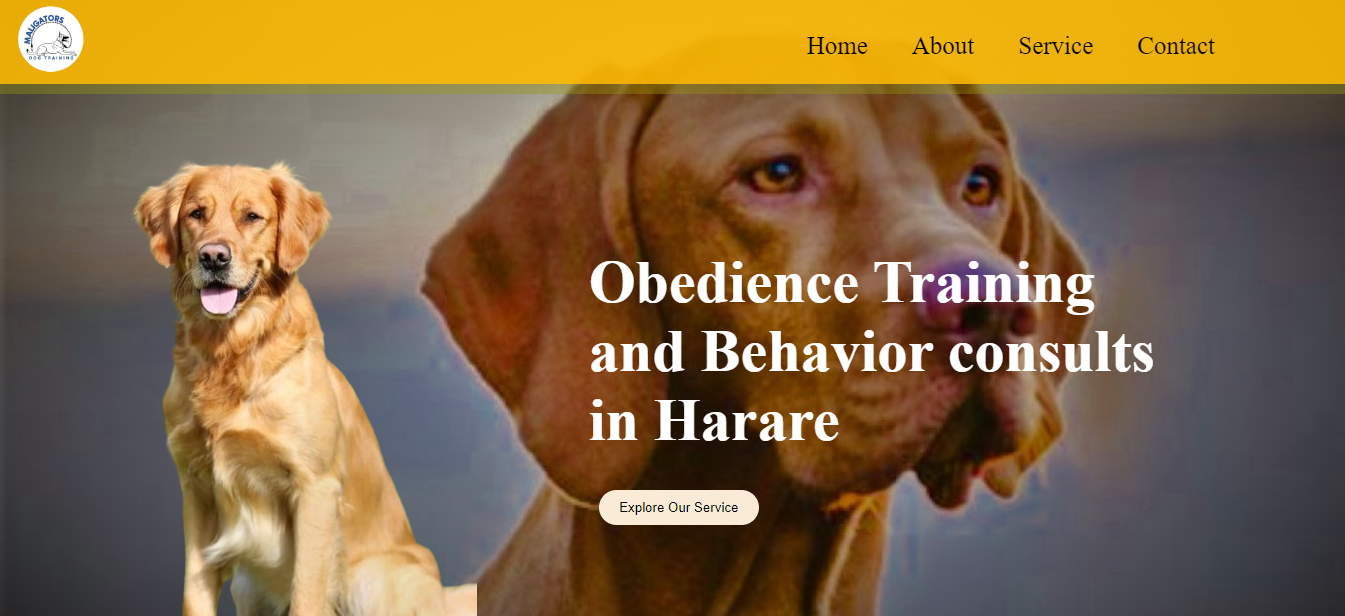 MALIGATORS
DOG TRAINING
Home About Service Contact
Obedience Training
and Behavior consults
in Harare
Explore Our Service